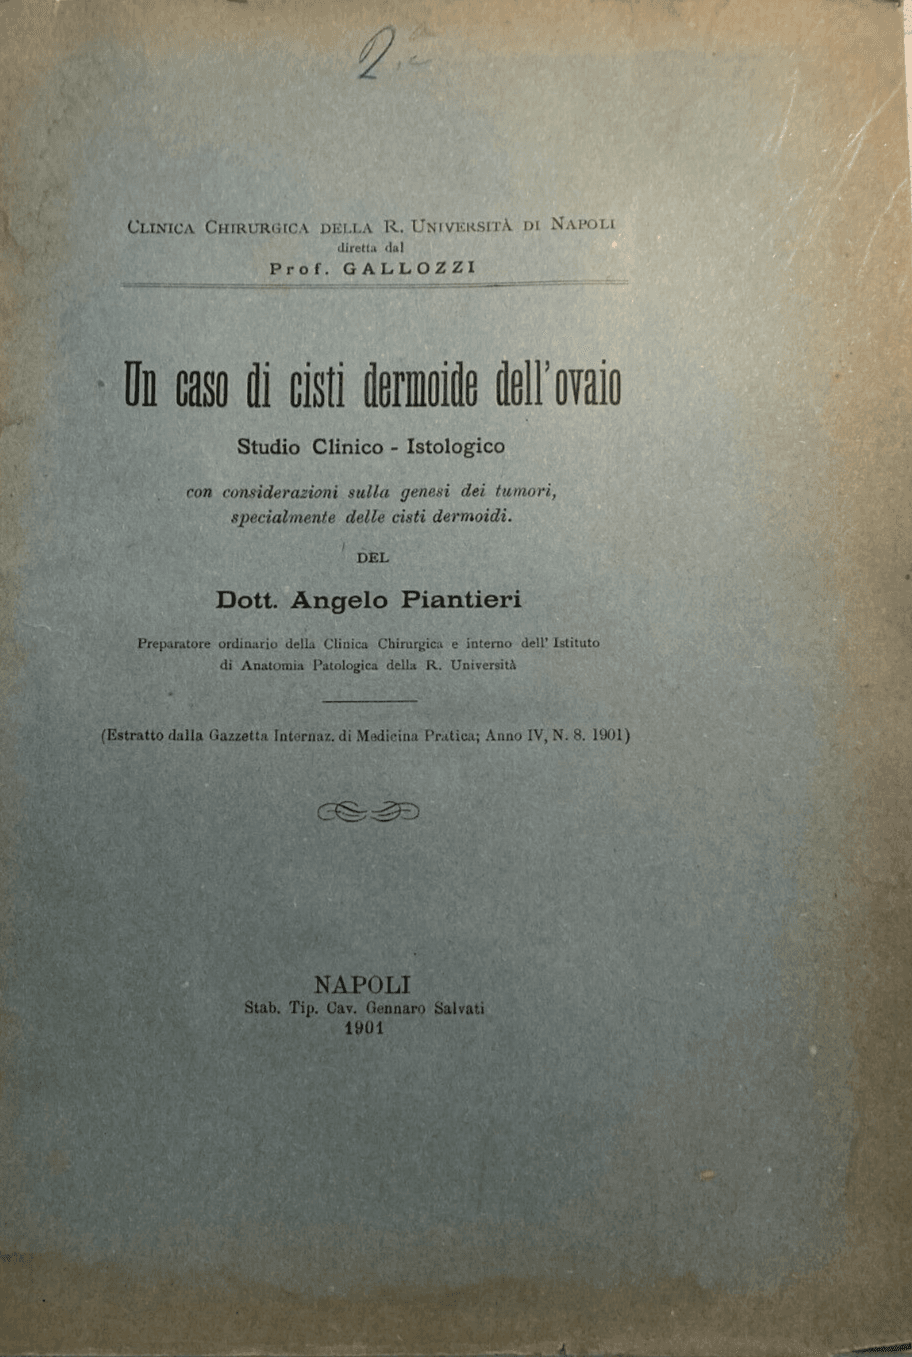 2.a
CLINICA CHIRURGICA DELLA R. UNIVERSITÀ DI NAPOLI
diretta dal
Prof. GALLOZZI
Un caso di cisti dermoide dell'ovaio
Studio Clinico - Istologico
con considerazioni sulla genesi dei tumori,
specialmente delle cisti dermoidi.
DEL
Dott. Angelo Piantieri
Preparatore ordinario della Clinica Chirurgica e interno dell' Istituto
di Anatomia Patologica della R. Università
(Estratto dalla Gazzetta Internaz. di Medicina Pratica; Anno IV, N. 8. 1901)
NAPOLI
Stab. Tip. Cav. Gennaro Salvati
1901